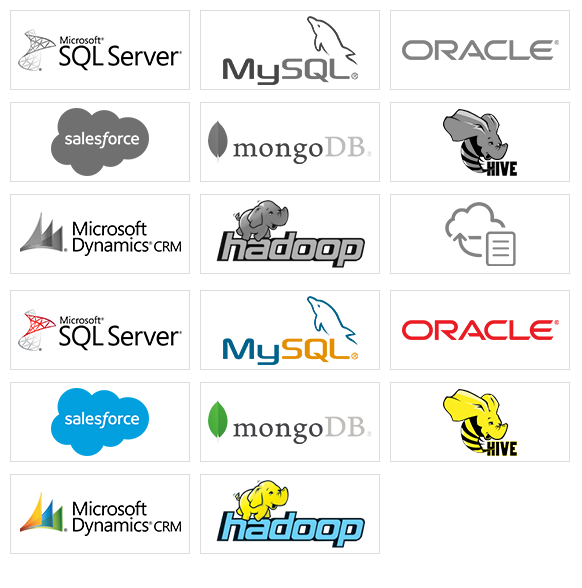 Microsoft®
SQL Server®
MySQL®
ORACLE®
salesforce
mongoDB®
HIVE
Microsoft
Dynamics® CRM
hadoop
Microsoft®
SQL Server®
MySQL®
ORACLE®
salesforce
mongoDB®
HIVE
Microsoft
Dynamics® CRM
hadoop